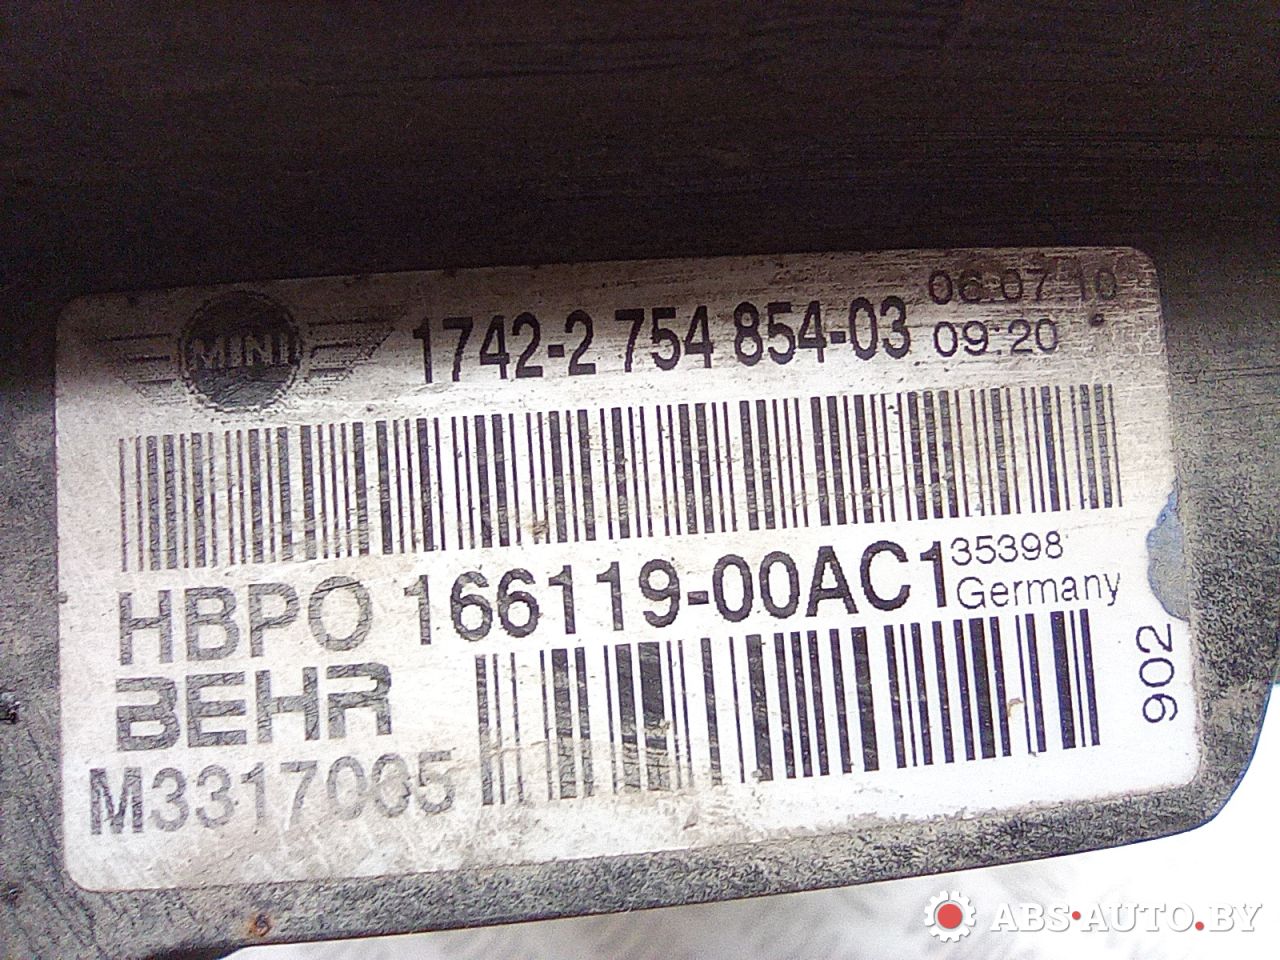 MINI 1742-2 754 854-03 06.07.10
09:20
HBPO 166119-00AC1 35398
Germany
BEHR
M3317065
902
ABS-AUTO.BY